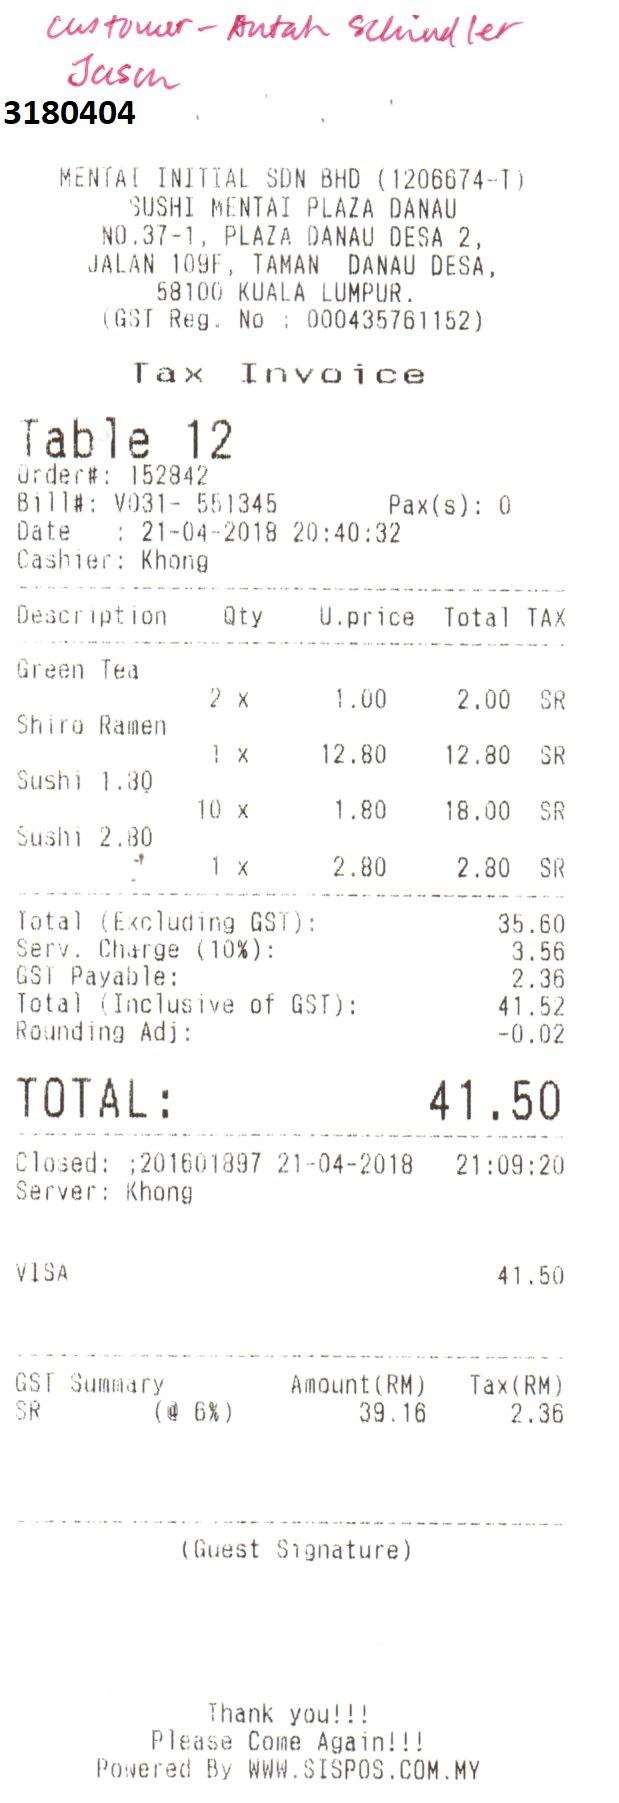 customer - Antah Schindler
Jason
3180404
MENTAI INITIAL SDN BHD (1206674-T)
SUSHI MENTAI PLAZA DANAU
NO.37-1, PLAZA DANAU DESA 2,
JALAN 109F, TAMAN DANAU DESA,
58100 KUALA LUMPUR.
(GST Reg. No : 000435761152)
Tax Invoice
Table 12
Order#: 152842
Bill#: V031- 551345 Pax(s): 0
Date : 21-04-2018 20:40:32
Cashier: Khong
Description Qty U.price Total TAX
Green Tea
2 x 1.00 2.00 SR
Shiro Ramen
1 x 12.80 12.80 SR
Sushi 1.80
10 x 1.80 18.00 SR
Sushi 2.80
1 x 2.80 2.80 SR
Total (Excluding GST): 35.60
Serv. Charge (10%): 3.56
GST Payable: 2.36
Total (Inclusive of GST): 41.52
Rounding Adj: -0.02
TOTAL: 41.50
Closed: ;201601897 21-04-2018 21:09:20
Server: Khong
VISA 41.50
GST Summary Amount(RM) Tax(RM)
SR (@ 6%) 39.16 2.36
(Guest Signature)
Thank you!!!
Please Come Again!!!
Powered By WWW.SISPOS.COM.MY